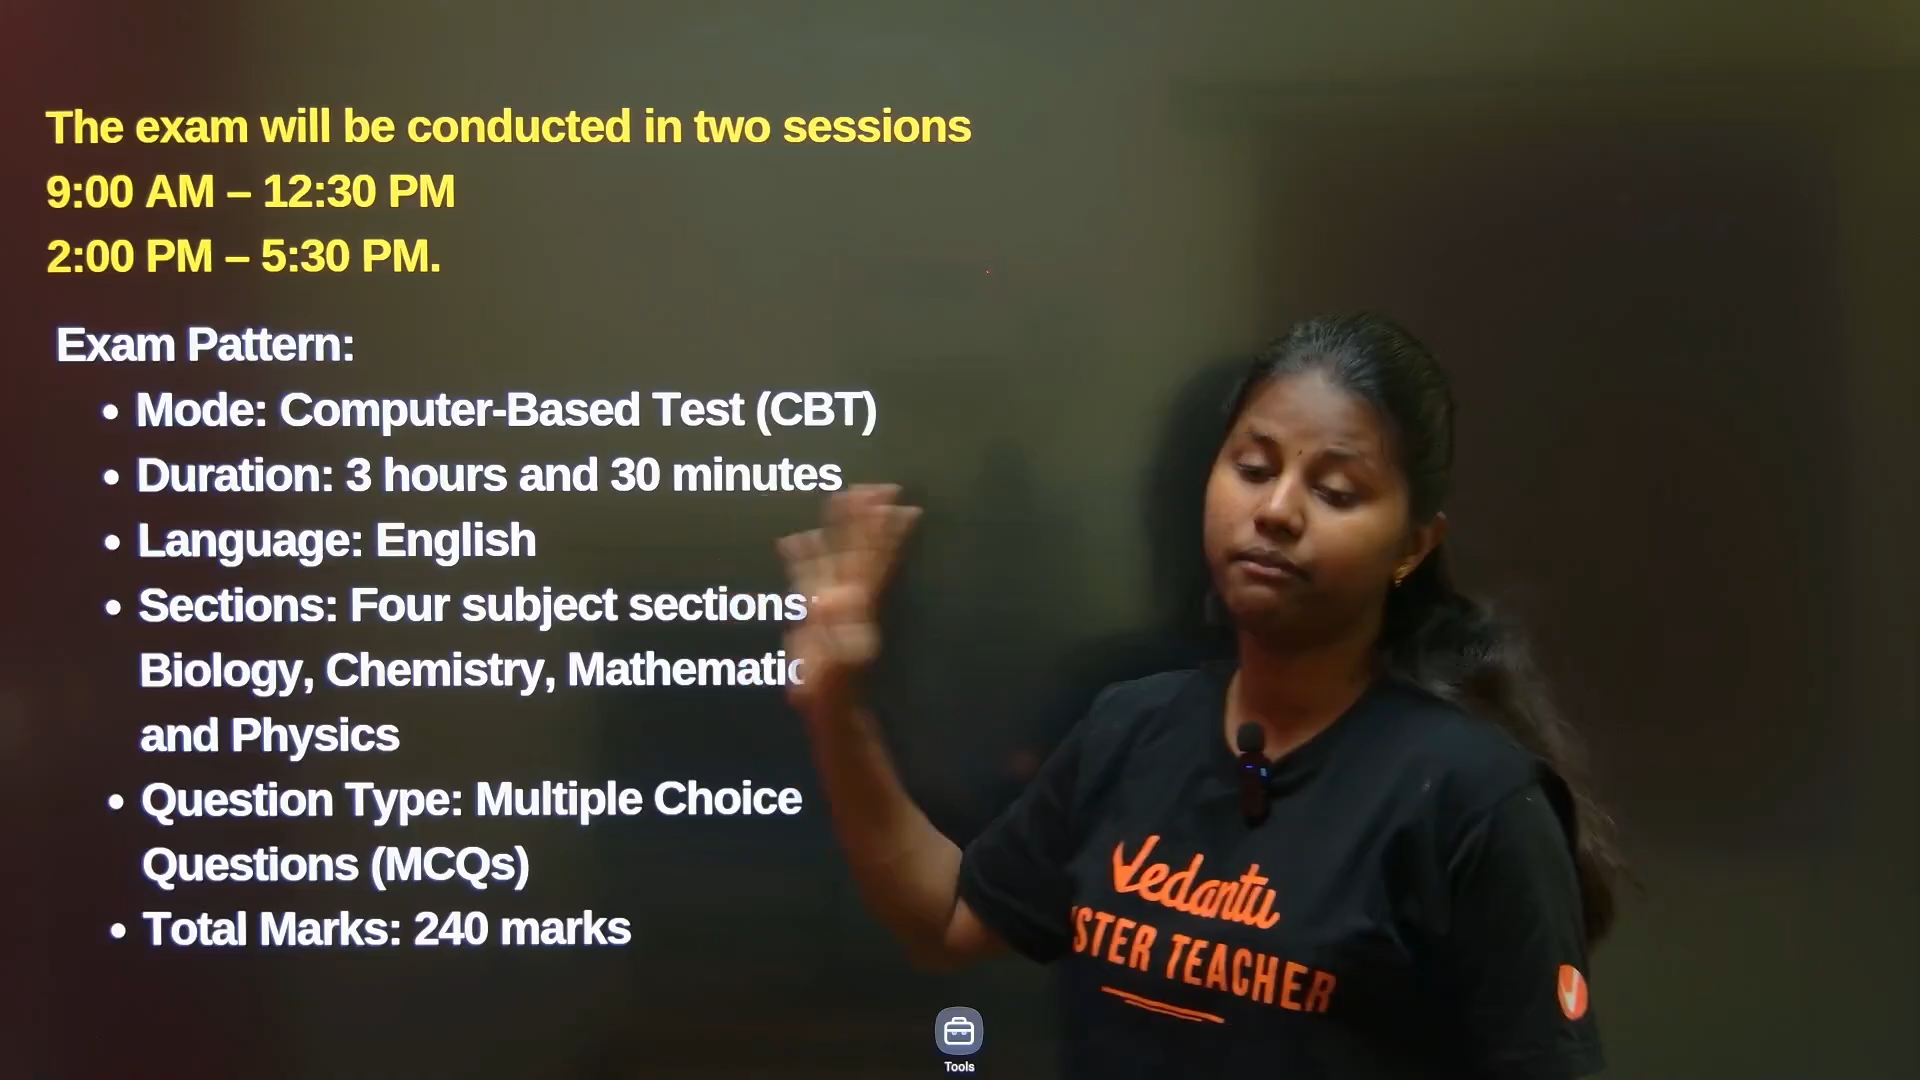 The exam will be conducted in two sessions
9:00 AM – 12:30 PM
2:00 PM – 5:30 PM.
Exam Pattern:
• Mode: Computer-Based Test (CBT)
• Duration: 3 hours and 30 minutes
• Language: English
• Sections: Four subject sections:
Biology, Chemistry, Mathematic
and Physics
• Question Type: Multiple Choice
Questions (MCQs)
• Total Marks: 240 marks
Vedantu
STER TEACHER
Tools